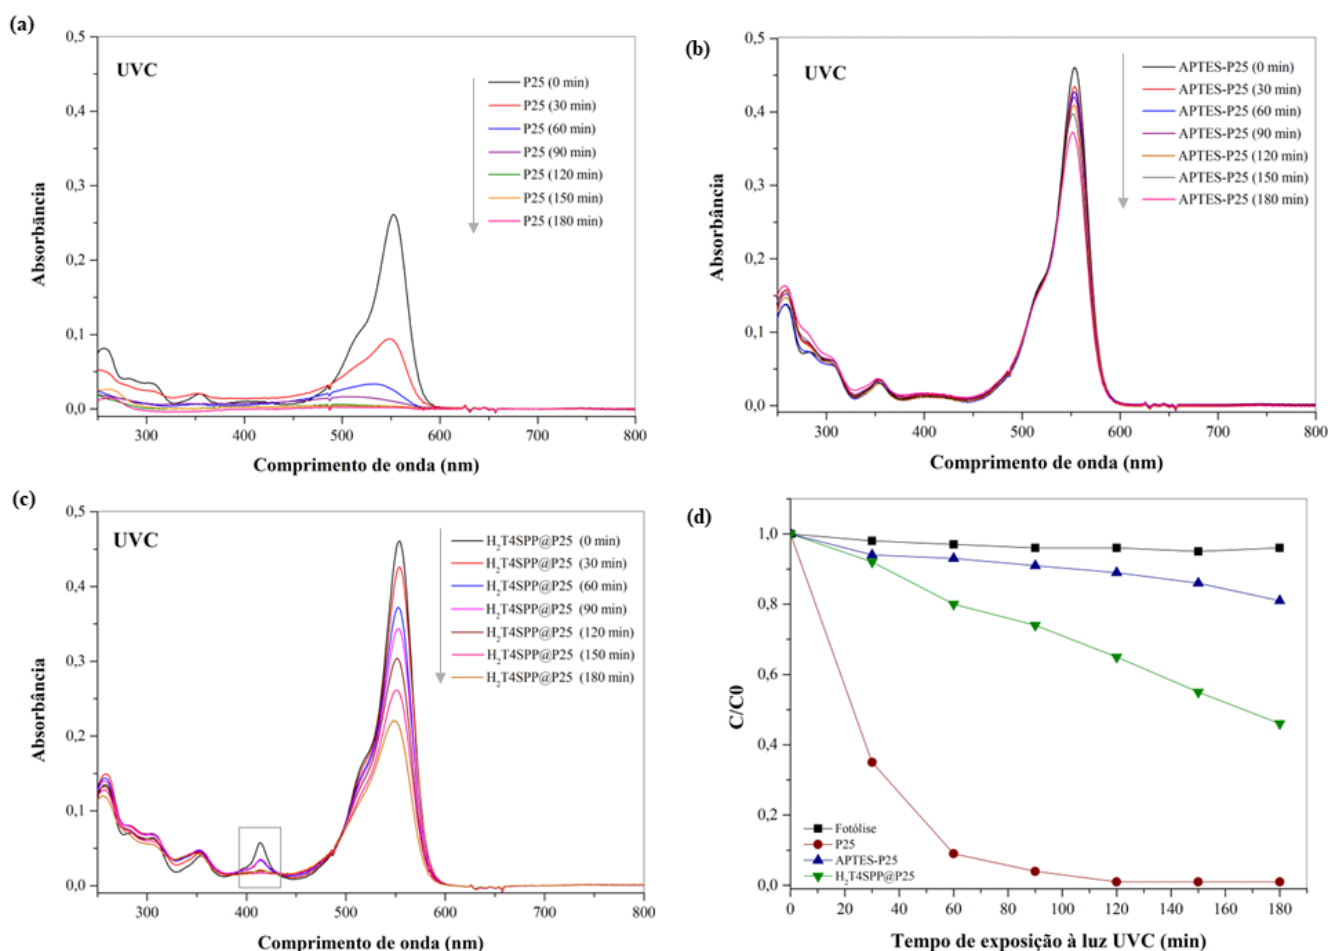 (a)
0,5
0,4
0,3
0,2
0,1
0,0
Absorbância
UVC
P25 (0 min)
P25 (30 min)
P25 (60 min)
P25 (90 min)
P25 (120 min)
P25 (150 min)
P25 (180 min)
300 400 500 600 700 800
Comprimento de onda (nm)
(b)
0,5
0,4
0,3
0,2
0,1
0,0
Absorbância
UVC
APTES-P25 (0 min)
APTES-P25 (30 min)
APTES-P25 (60 min)
APTES-P25 (90 min)
APTES-P25 (120 min)
APTES-P25 (150 min)
APTES-P25 (180 min)
300 400 500 600 700 800
Comprimento de onda (nm)
(c)
0,5
0,4
0,3
0,2
0,1
0,0
Absorbância
UVC
H₂T4SPP@P25 (0 min)
H₂T4SPP@P25 (30 min)
H₂T4SPP@P25 (60 min)
H₂T4SPP@P25 (90 min)
H₂T4SPP@P25 (120 min)
H₂T4SPP@P25 (150 min)
H₂T4SPP@P25 (180 min)
300 400 500 600 700 800
Comprimento de onda (nm)
(d)
1,0
0,8
0,6
0,4
0,2
0,0
C/C0
Fotólise
P25
APTES-P25
H₂T4SPP@P25
0 20 40 60 80 100 120 140 160 180
Tempo de exposição à luz UVC (min)